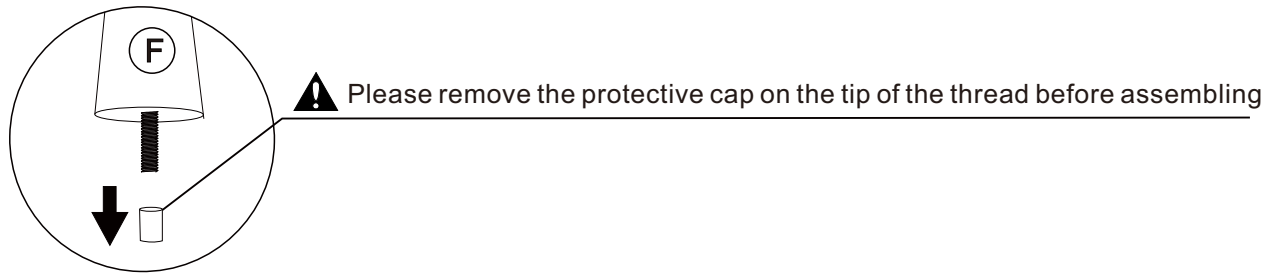 F
Please remove the protective cap on the tip of the thread before assembling